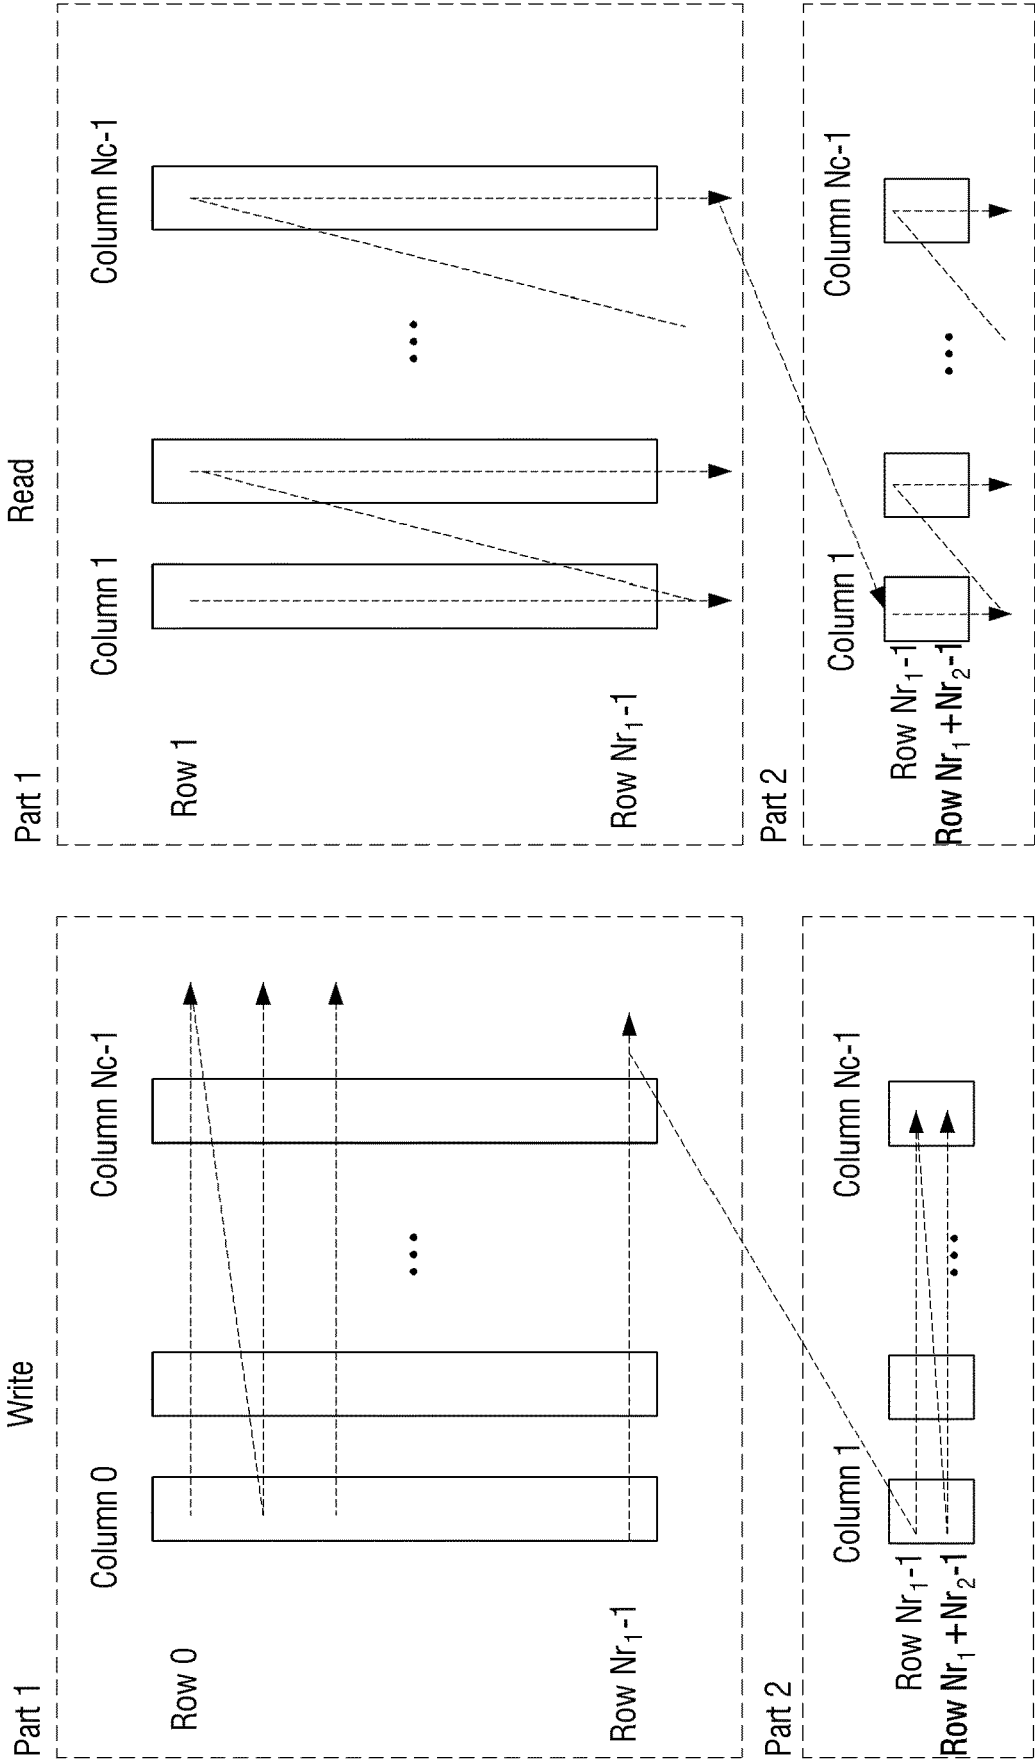 Write
Part 1
Column 0
Column Nc-1
Row 0
...
Row Nr₁-1
Part 2
Column 1
Column Nc-1
Row Nr₁-1
Row Nr₁+Nr₂-1
...
Read
Part 1
Column 1
Column Nc-1
Row 1
...
Row Nr₁-1
Part 2
Column 1
Column Nc-1
Row Nr₁-1
Row Nr₁+Nr₂-1
...